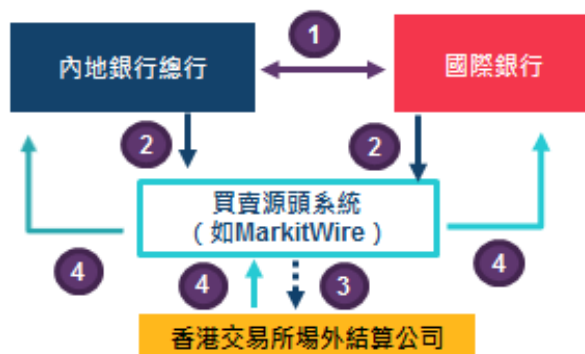 1
內地銀行總行
國際銀行
2
2
買賣源頭系統
（如MarkitWire）
4
4
3
4
香港交易所場外結算公司